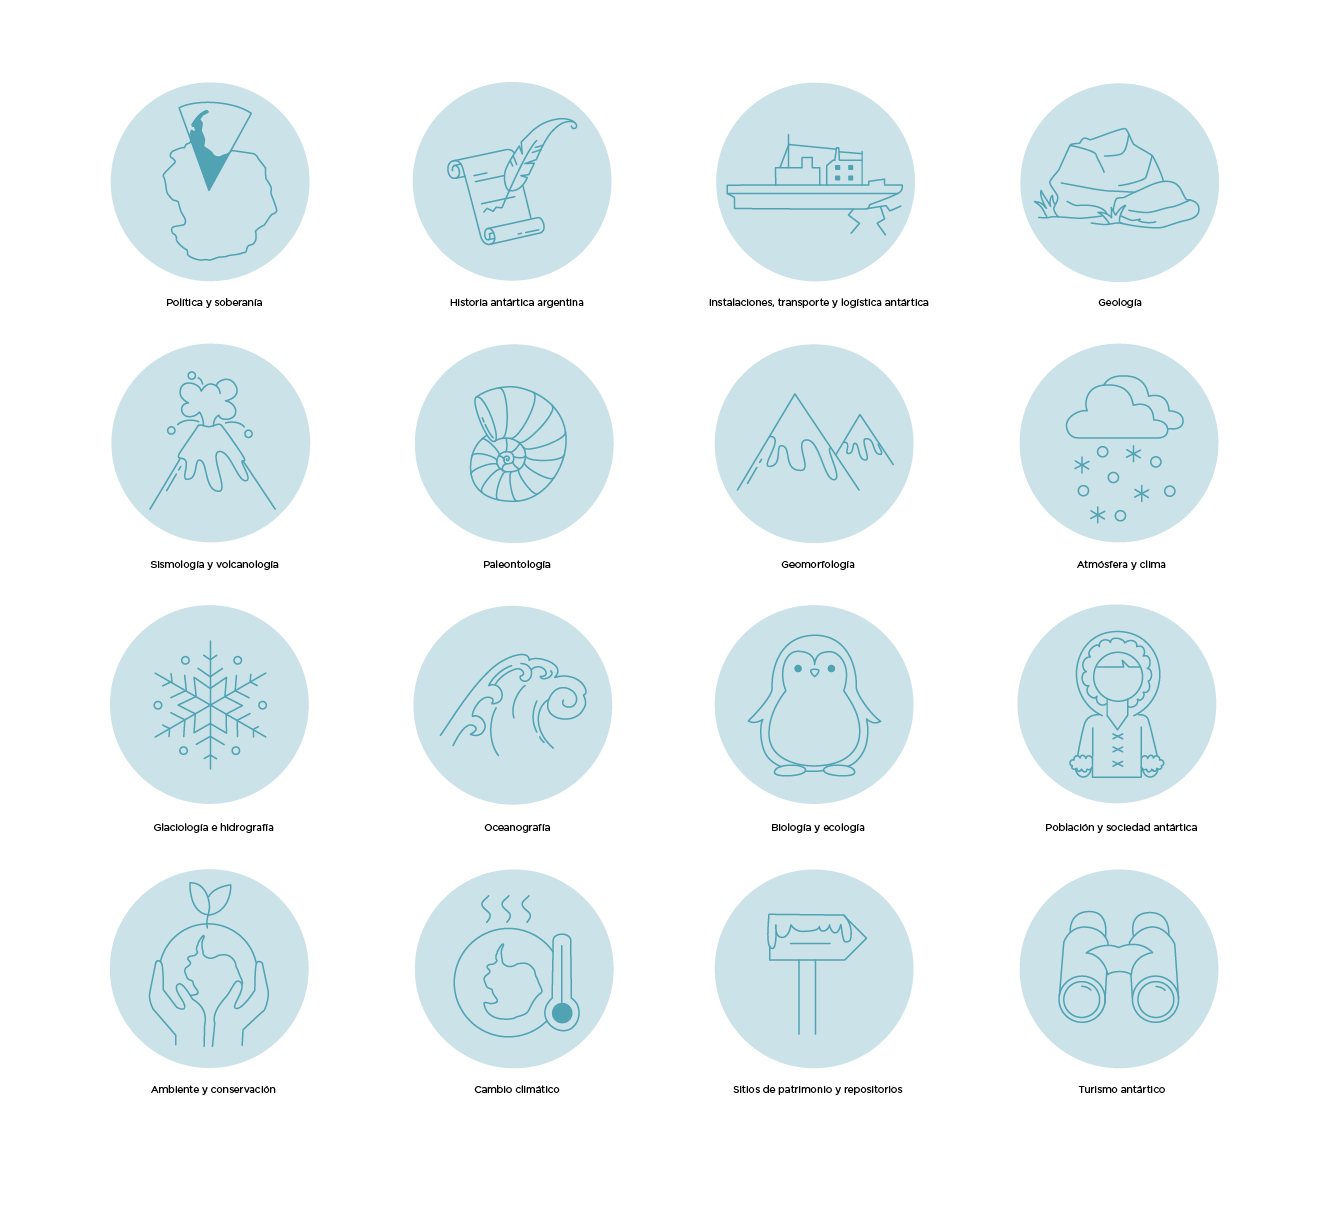 Política y soberanía
Historia antártica argentina
Instalaciones, transporte y logística antártica
Geología
Sismología y volcanología
Paleontología
Geomorfología
Atmósfera y clima
Glaciología e hidrografía
Oceanografía
Biología y ecología
Población y sociedad antártica
Ambiente y conservación
Cambio climático
Sitios de patrimonio y repositorios
Turismo antártico